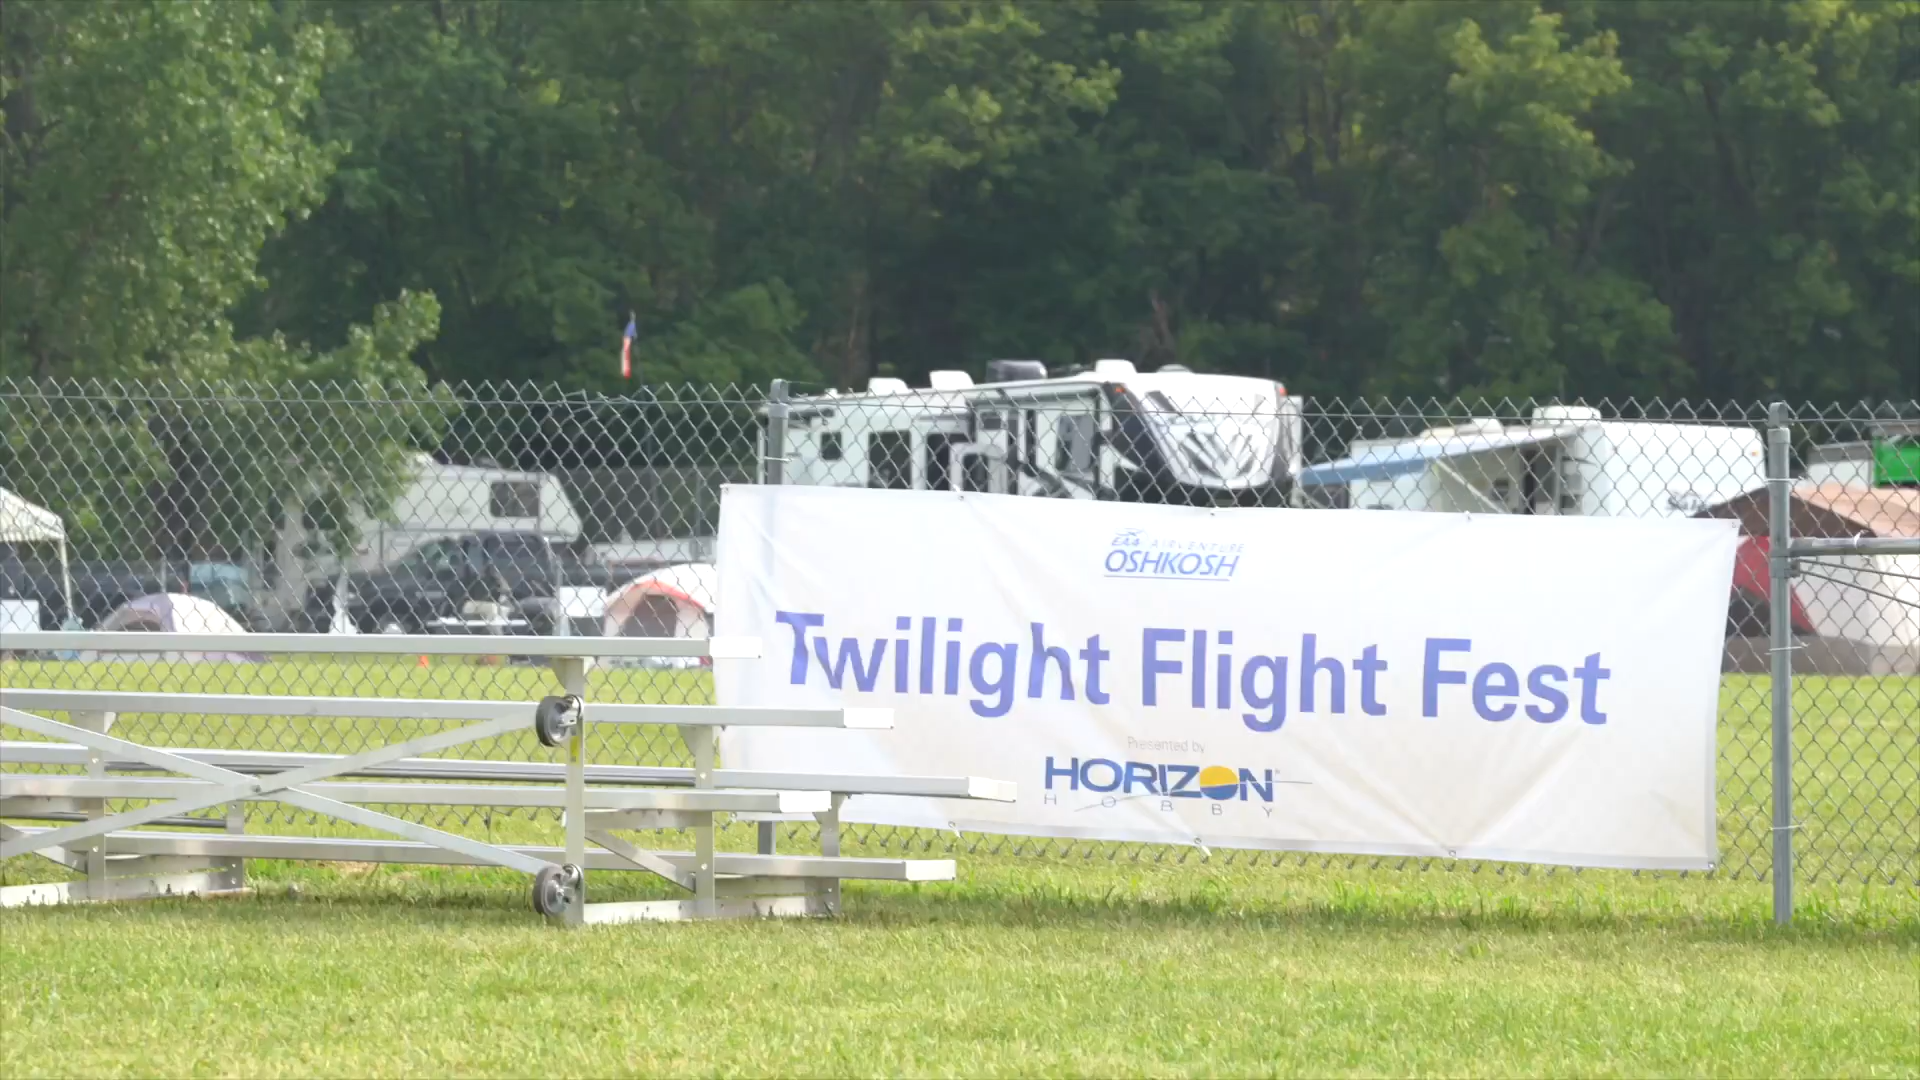 EAA AIRVENTURE
OSHKOSH
Twilight Flight Fest
Presented by
HORIZON
HOBBY